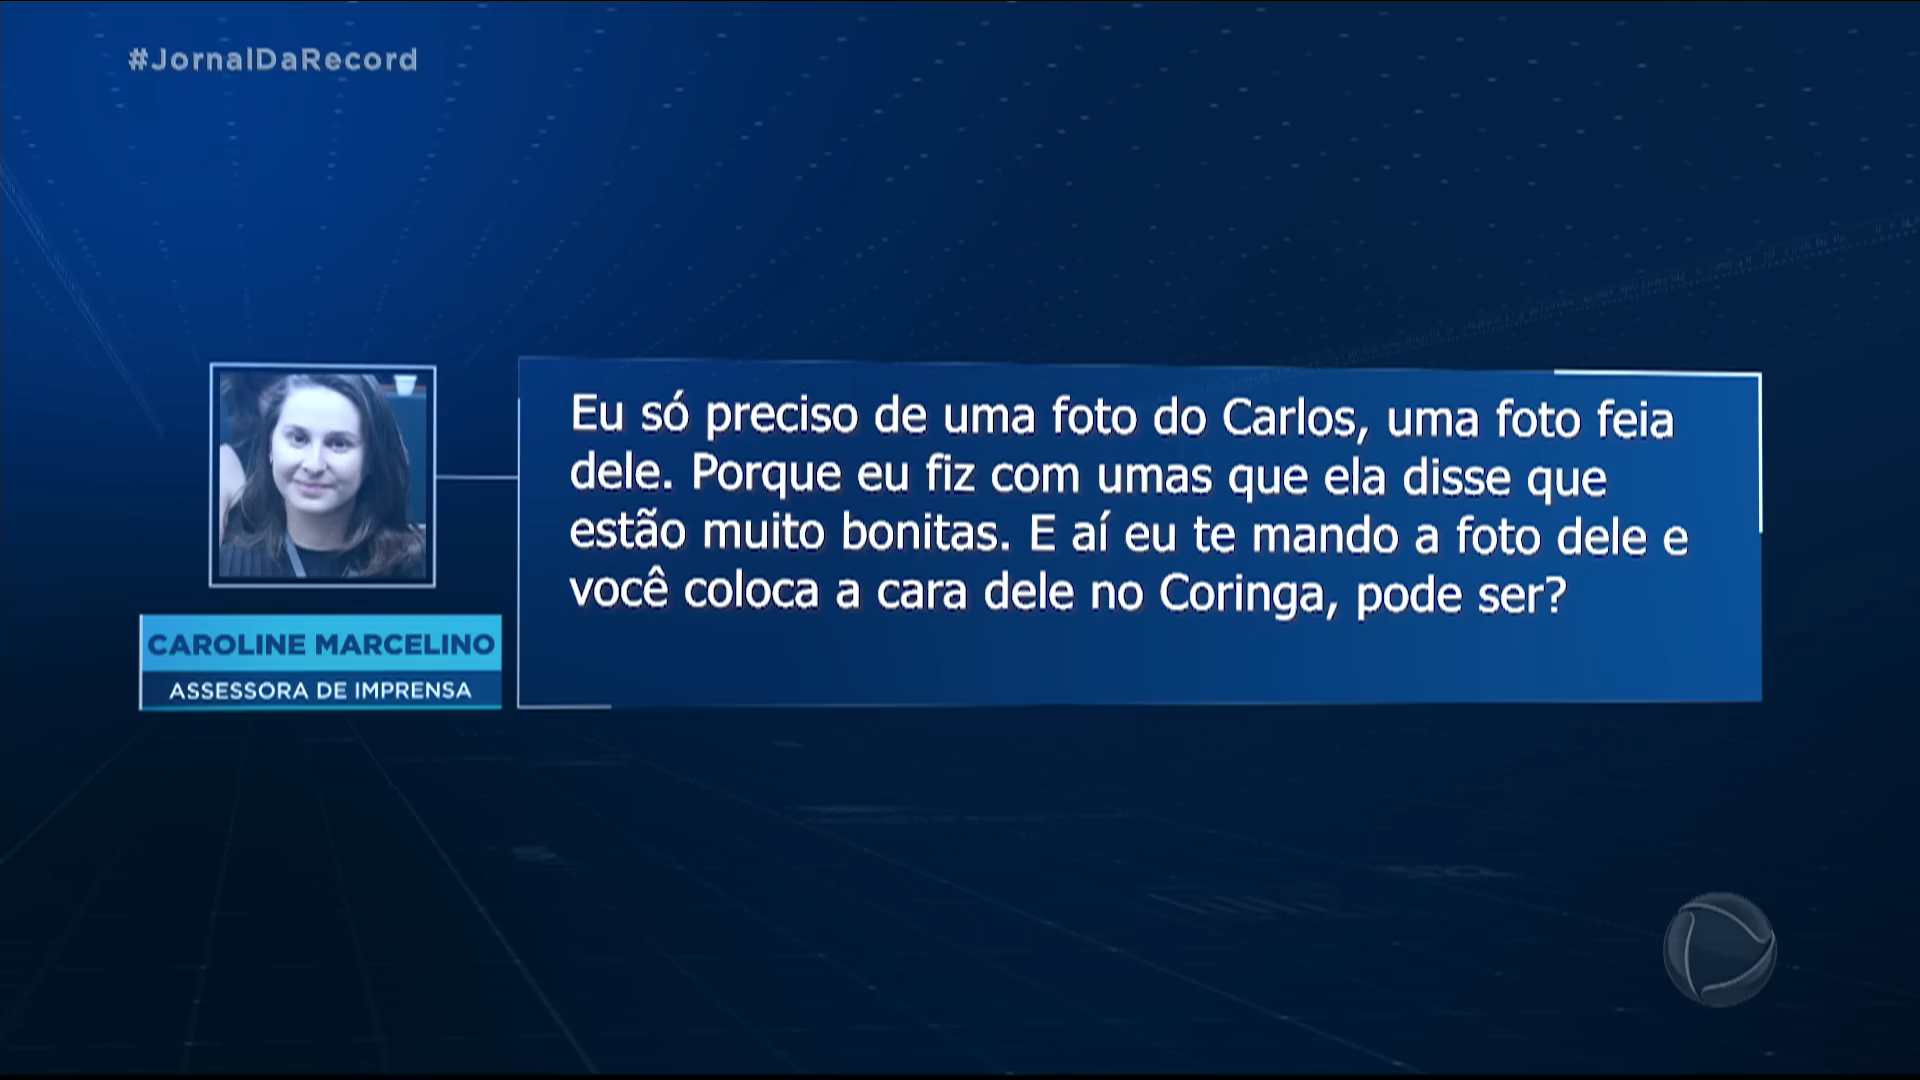 #JornalDaRecord
Eu só preciso de uma foto do Carlos, uma foto feia
dele. Porque eu fiz com umas que ela disse que
estão muito bonitas. E aí eu te mando a foto dele e
você coloca a cara dele no Coringa, pode ser?
CAROLINE MARCELINO
ASSESSORA DE IMPRENSA